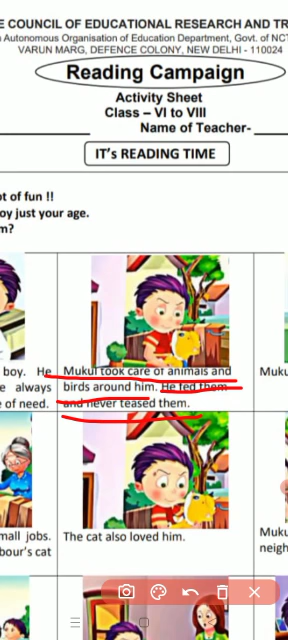 E COUNCIL OF EDUCATIONAL RESEARCH AND TR
Autonomous Organisation of Education Department, Govt. of NCT
VARUN MARG, DEFENCE COLONY, NEW DELHI - 110024
Reading Campaign
Activity Sheet
Class – VI to VIII
Name of Teacher-
IT's READING TIME
ot of fun !!
oy just your age.
m?
boy. He
e always
e of need.
Mukul took care of animals and
birds around him. He fed them
and never teased them.
Muku
mall jobs.
bour's cat
The cat also loved him.
Muku
neigh